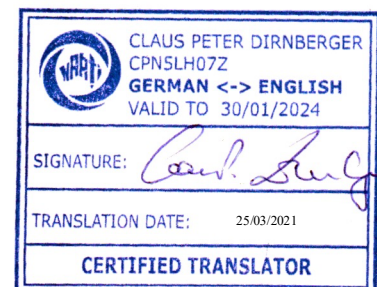 NAATI
CLAUS PETER DIRNBERGER
CPNSLH07Z
GERMAN <-> ENGLISH
VALID TO 30/01/2024
SIGNATURE:
TRANSLATION DATE: 25/03/2021
CERTIFIED TRANSLATOR